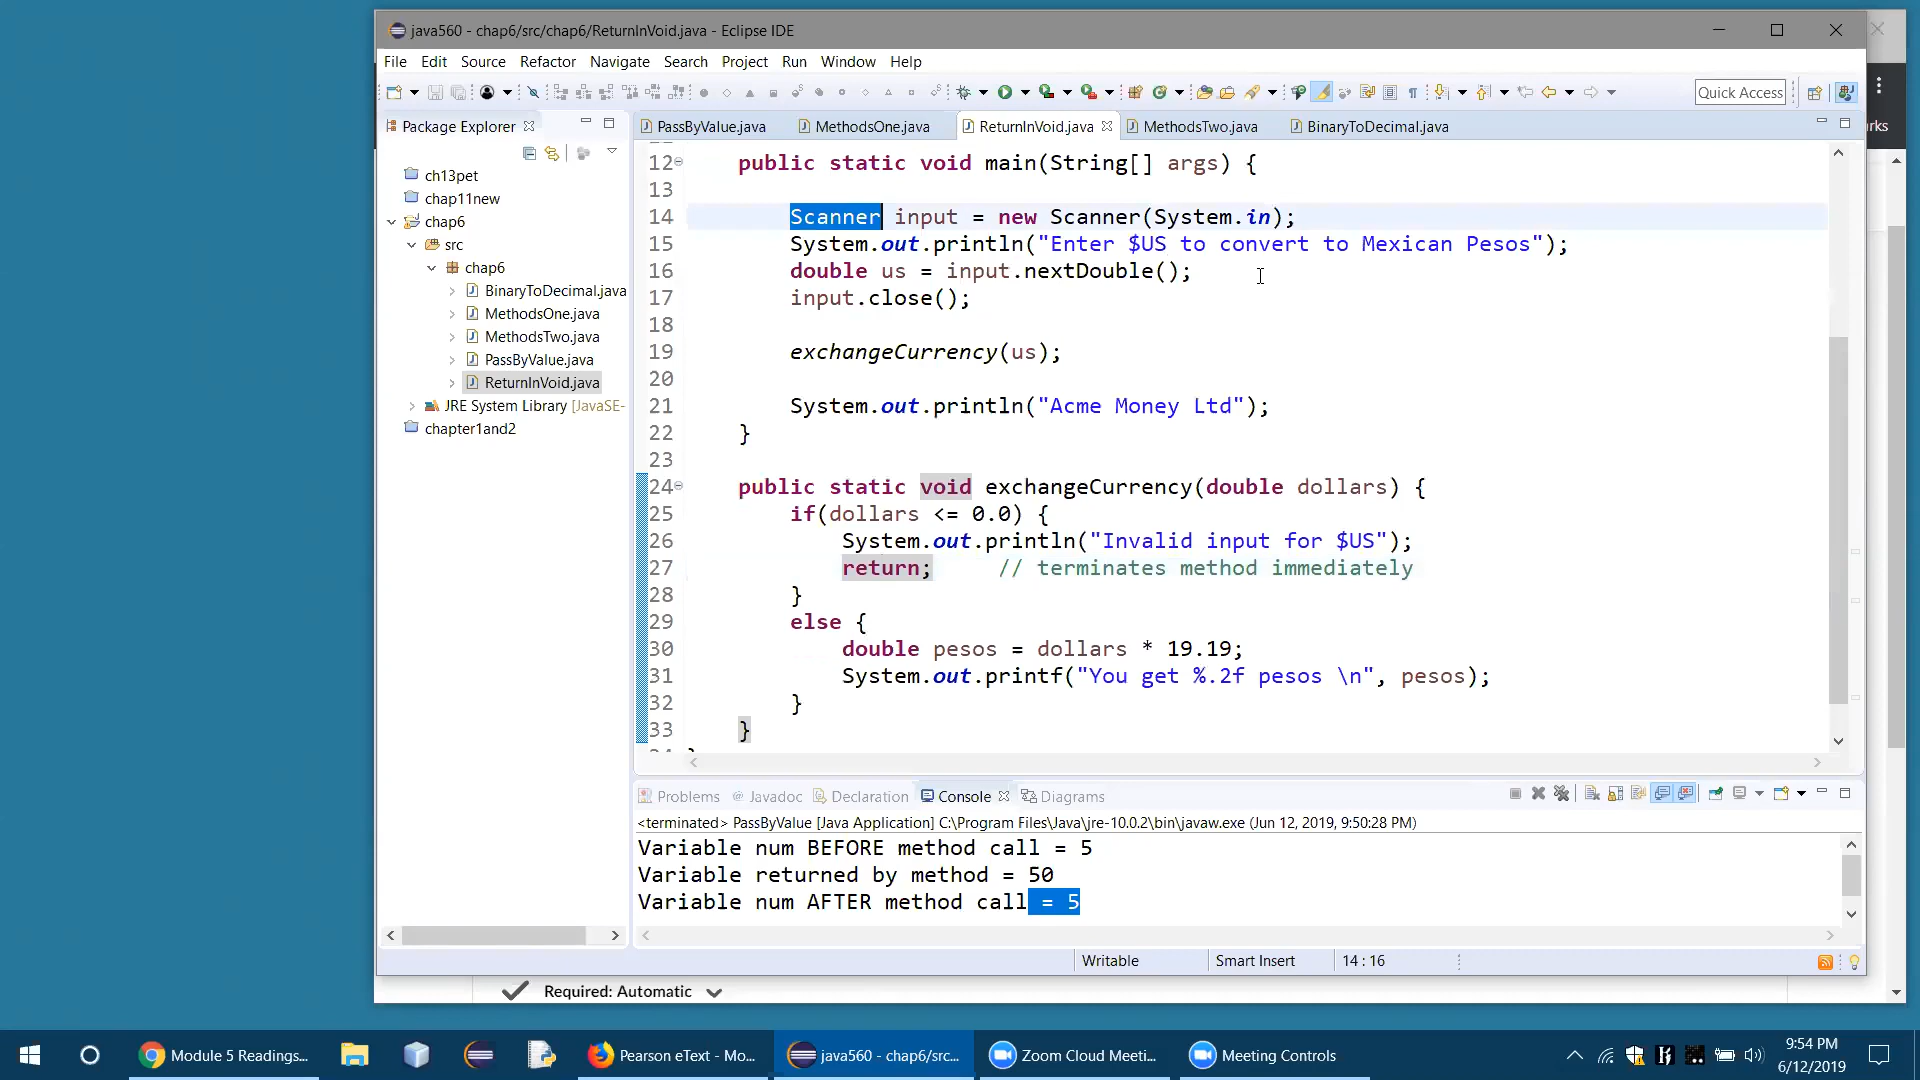 java560 - chap6/src/chap6/ReturnInVoid.java - Eclipse IDE
File Edit Source Refactor Navigate Search Project Run Window Help
Quick Access
Package Explorer
PassByValue.java MethodsOne.java ReturnInVoid.java MethodsTwo.java BinaryToDecimal.java
rks
ch13pet
chap11new
chap6
src
chap6
BinaryToDecimal.java
MethodsOne.java
MethodsTwo.java
PassByValue.java
ReturnInVoid.java
JRE System Library [JavaSE-
chapter1and2
12 public static void main(String[] args) {
13
14 Scanner input = new Scanner(System.in);
15 System.out.println("Enter $US to convert to Mexican Pesos");
16 double us = input.nextDouble();
17 input.close();
18
19 exchangeCurrency(us);
20
21 System.out.println("Acme Money Ltd");
22 }
23
24 public static void exchangeCurrency(double dollars) {
25 if(dollars <= 0.0) {
26 System.out.println("Invalid input for $US");
27 return; // terminates method immediately
28 }
29 else {
30 double pesos = dollars * 19.19;
31 System.out.printf("You get %.2f pesos \n", pesos);
32 }
33 }
Problems @ Javadoc Declaration Console Diagrams
<terminated> PassByValue [Java Application] C:\Program Files\Java\jre-10.0.2\bin\javaw.exe (Jun 12, 2019, 9:50:28 PM)
Variable num BEFORE method call = 5
Variable returned by method = 50
Variable num AFTER method call = 5
Writable Smart Insert 14 : 16
Required: Automatic
Module 5 Readings... Pearson eText - Mo... java560 - chap6/src... Zoom Cloud Meeti... Meeting Controls
9:54 PM
6/12/2019